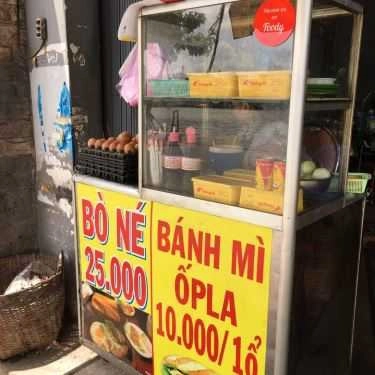 Foody
BÒ NÉ
25.000
BÁNH MÌ
ỐPLA
10.000/1ổ